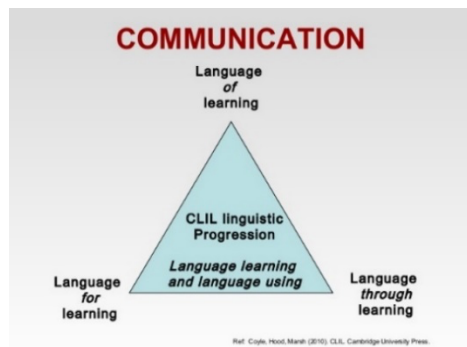 COMMUNICATION
Language
of
learning
CLIL linguistic
Progression
Language learning
and language using
Language
for
learning
Language
through
learning
Ref: Coyle, Hood, Marsh (2010). CLIL. Cambridge University Press.